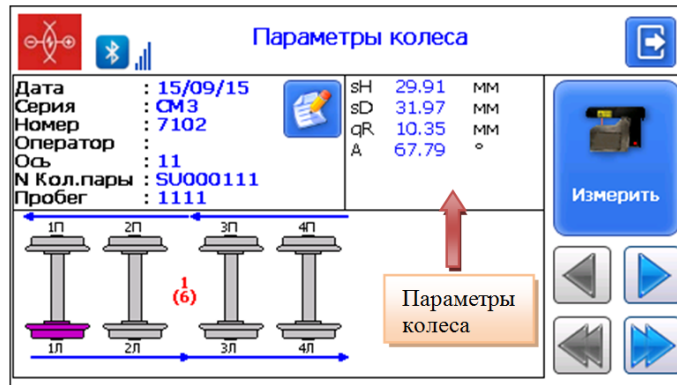 Параметры колеса
Дата : 15/09/15
Серия : СМ3
Номер : 7102
Оператор :
Ось : 11
N Кол.пары : SU000111
Пробег : 1111
sH 29.91 мм
sD 31.97 мм
qR 10.35 мм
A 67.79 °
Измерить
1П 2П 3П 4П
1
(6)
1Л 2Л 3Л 4Л
Параметры
колеса